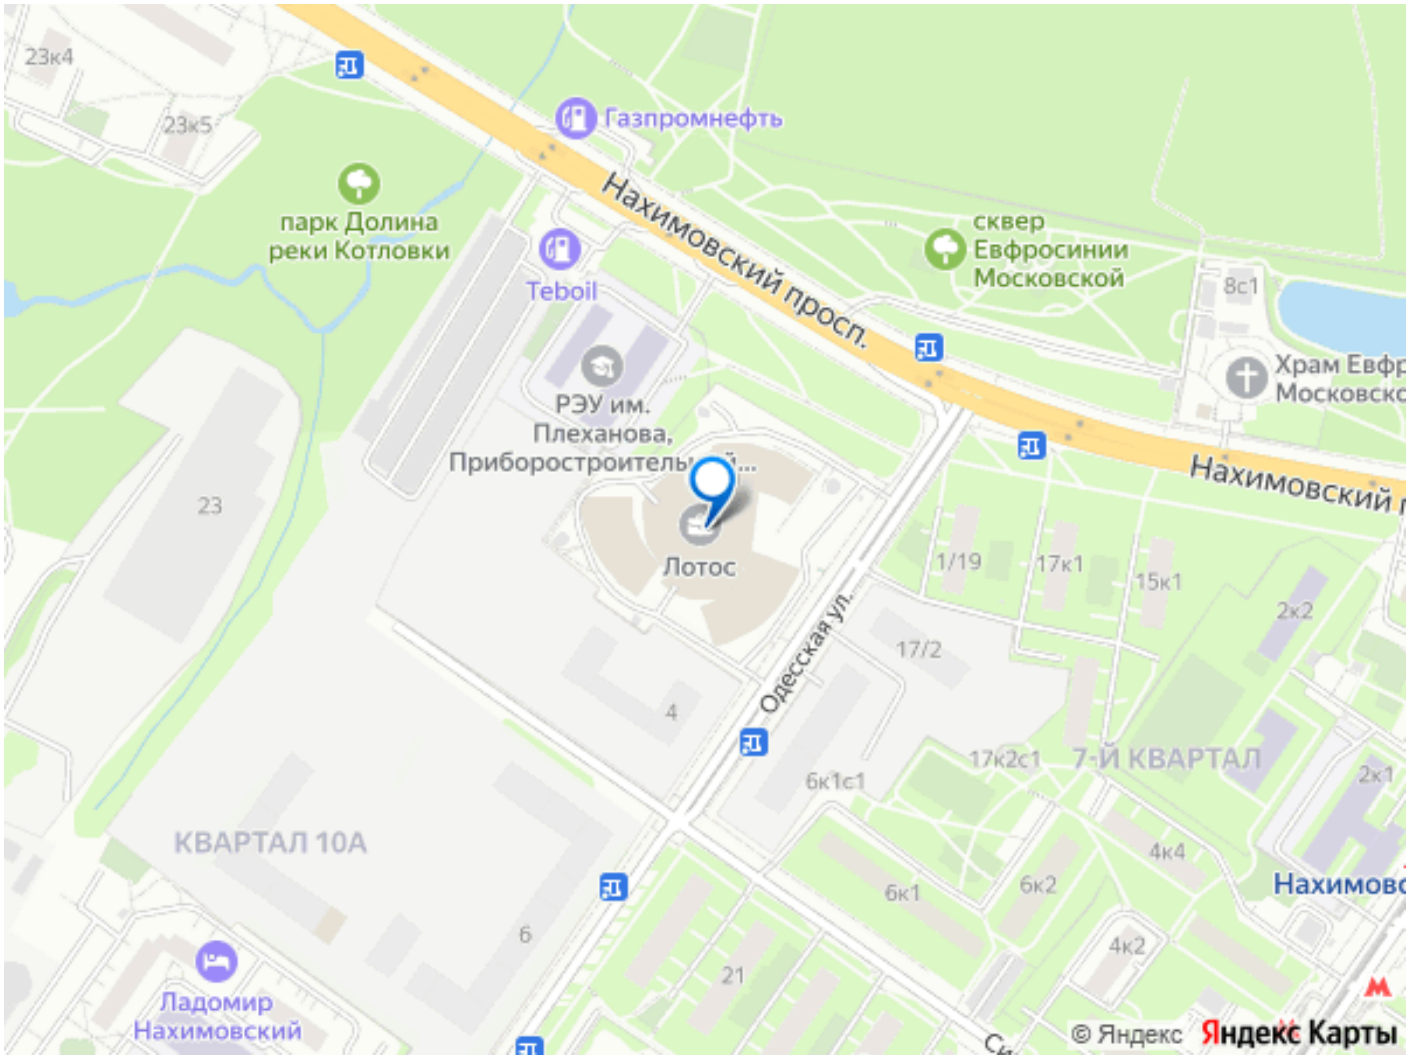 23к4
23к5
Газпромнефть
парк Долина
реки Котловки
Teboil
Нахимовский просп.
сквер
Евфросинии
Московской
8с1
Храм Евфр
Московско
РЭУ им.
Плеханова,
Нахимовский
23
Лотос
1/19
17к1
15к1
2к2
Одесская ул.
17/2
4
6к1с1
17к2с1
7-Й КВАРТАЛ
2к1
КВАРТАЛ 10А
4к4
6к1
6к2
Нахимовс
6
4к2
21
Ладомир
Нахимовский
© Яндекс Яндекс Карты